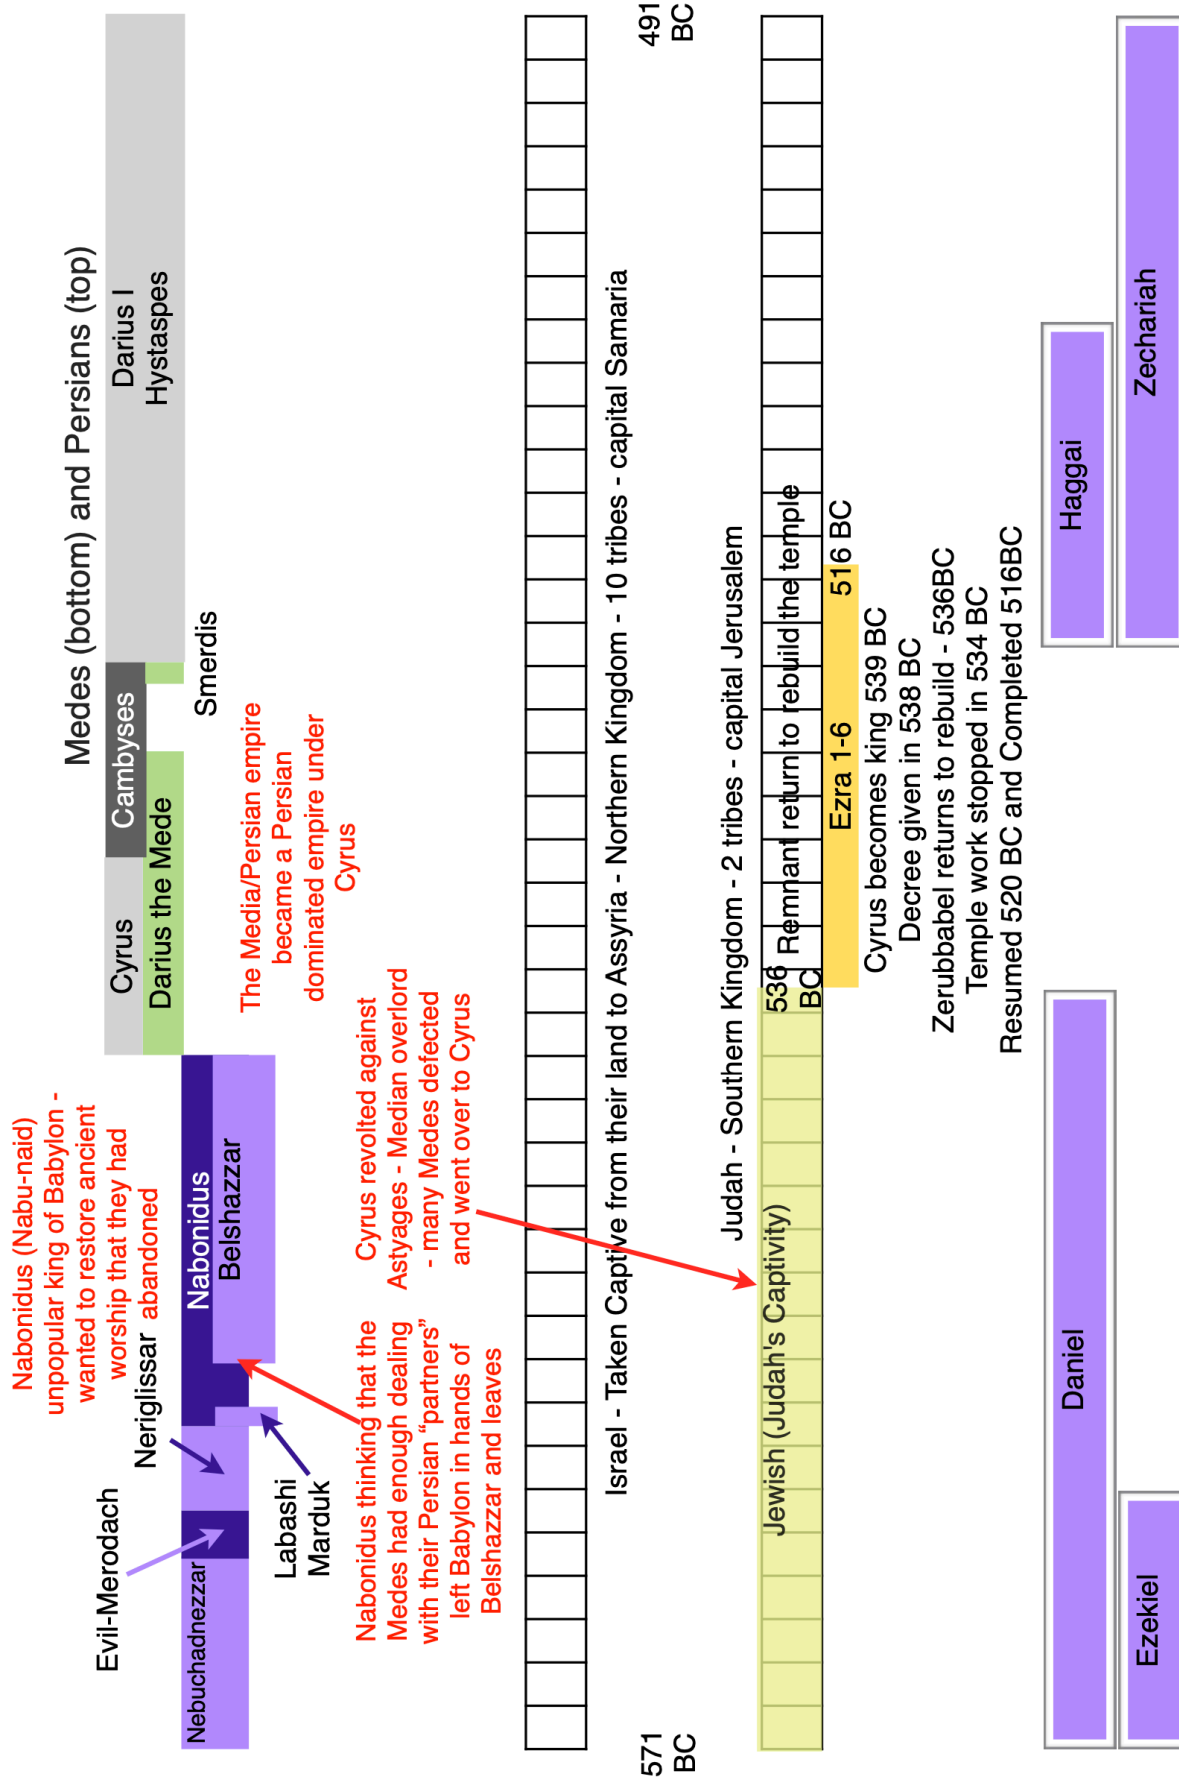 Medes (bottom) and Persians (top)
Cyrus
Cambyses
Darius I
Hystaspes
Darius the Mede
Smerdis
Nabonidus (Nabu-naid)
unpopular king of Babylon -
wanted to restore ancient
worship that they had
abandoned
Evil-Merodach
Neriglissar
Nebuchadnezzar
Nabonidus
Belshazzar
Labashi
Marduk
The Media/Persian empire
became a Persian
dominated empire under
Cyrus
Nabonidus thinking that the
Medes had enough dealing
with their Persian “partners”
left Babylon in hands of
Belshazzar and leaves
Cyrus revolted against
Astyages - Median overlord
- many Medes defected
and went over to Cyrus
Israel - Taken Captive from their land to Assyria - Northern Kingdom - 10 tribes - capital Samaria
571
BC
491
BC
Judah - Southern Kingdom - 2 tribes - capital Jerusalem
Jewish (Judah's Captivity)
536
BC
Remnant return to rebuild the temple
Ezra 1-6
516 BC
Cyrus becomes king 539 BC
Decree given in 538 BC
Zerubbabel returns to rebuild - 536BC
Temple work stopped in 534 BC
Resumed 520 BC and Completed 516BC
Daniel
Haggai
Ezekiel
Zechariah